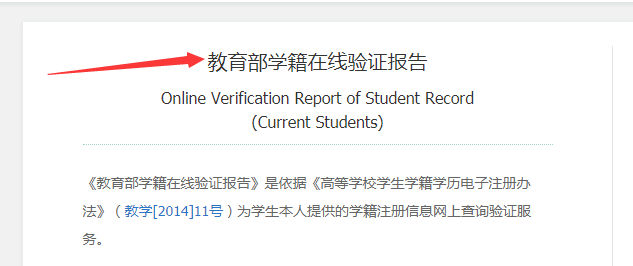 教育部学籍在线验证报告
Online Verification Report of Student Record
(Current Students)
《教育部学籍在线验证报告》是依据《高等学校学生学籍学历电子注册办
法》（教学[2014]11号）为学生本人提供的学籍注册信息网上查询验证服
务。